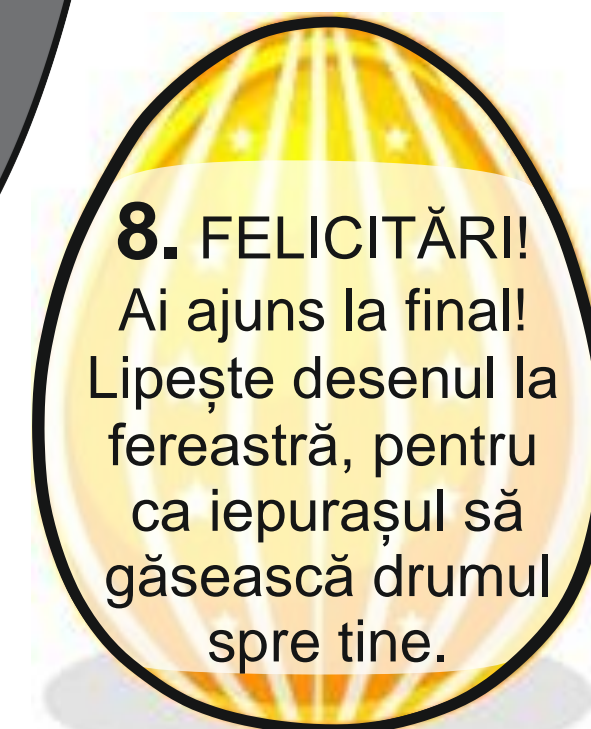 8. FELICITĂRI!
Ai ajuns la final!
Lipește desenul la
fereastră, pentru
ca iepurașul să
găsească drumul
spre tine.